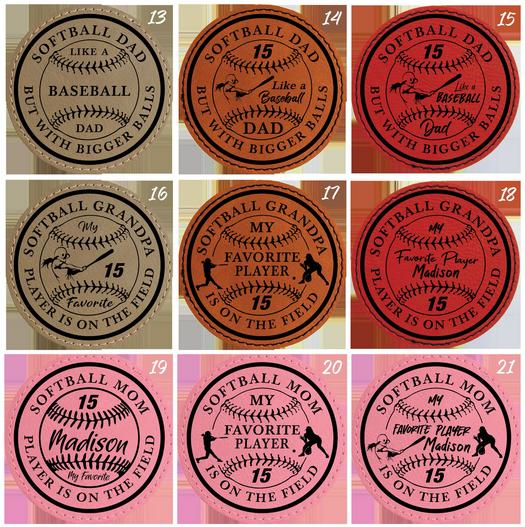 13
SOFTBALL DAD
LIKE A
BASEBALL
DAD
BUT WITH BIGGER BALLS
14
SOFTBALL DAD
15
Like a
Baseball
DAD
BUT WITH BIGGER BALLS
15
SOFTBALL DAD
15
Like a
BASEBALL
Dad
BUT WITH BIGGER BALLS
16
SOFTBALL GRANDPA
My
15
Favorite
PLAYER IS ON THE FIELD
17
SOFTBALL GRANDPA
MY
FAVORITE
PLAYER
15
IS ON THE FIELD
18
SOFTBALL GRANDPA
MY
Favorite Player
Madison
15
PLAYER IS ON THE FIELD
19
SOFTBALL MOM
15
Madison
My Favorite
PLAYER IS ON THE FIELD
20
SOFTBALL MOM
MY
FAVORITE
PLAYER
15
IS ON THE FIELD
21
SOFTBALL MOM
MY
FAVORITE PLAYER
Madison
15
IS ON THE FIELD